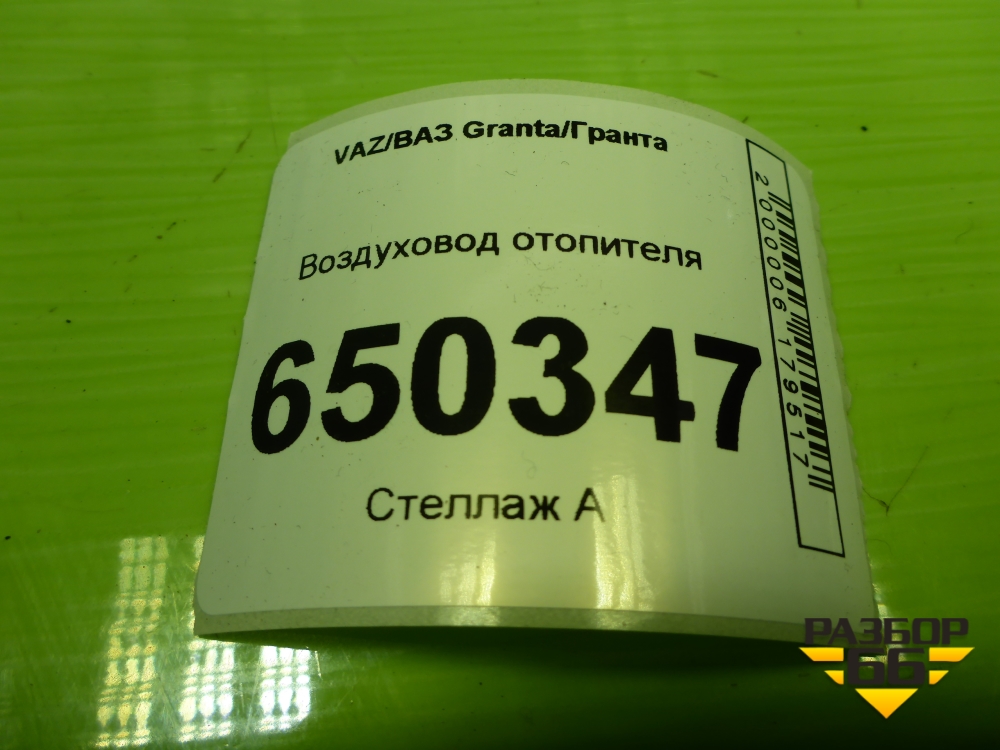 VAZ/ВАЗ Granta/Гранта
Воздуховод отопителя
650347
Стеллаж А
2000006179517
РАЗБОР
66